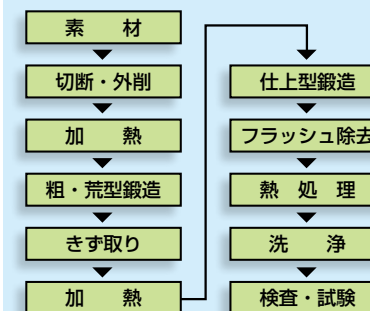 素材
切断・外削
加熱
粗・荒型鍛造
きず取り
加熱
仕上型鍛造
フラッシュ除去
熱処理
洗浄
検査・試験